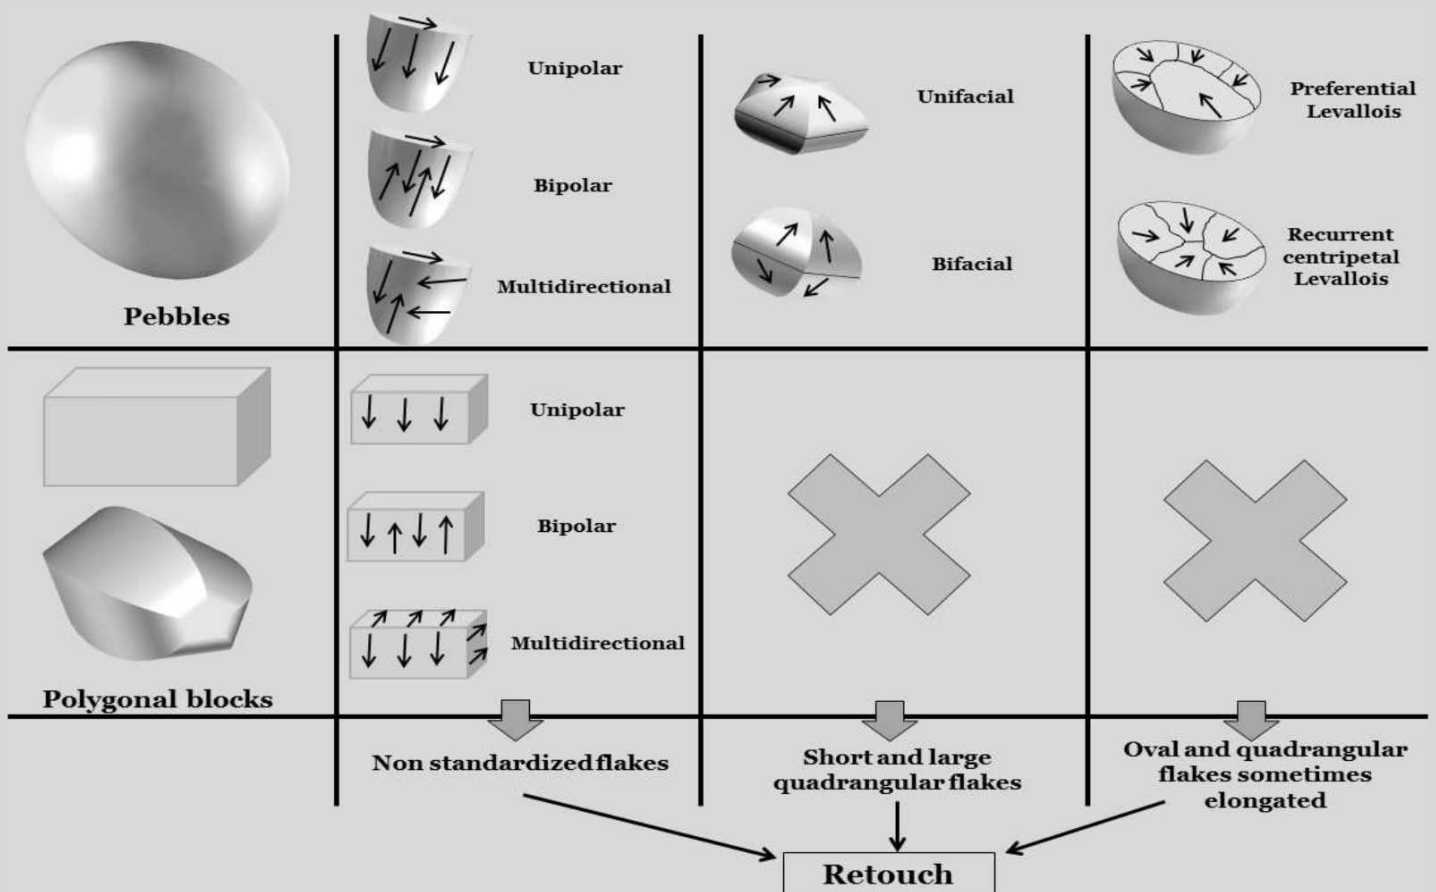 Pebbles
Unipolar
Bipolar
Multidirectional
Unifacial
Bifacial
Preferential
Levallois
Recurrent
centripetal
Levallois
Polygonal blocks
Unipolar
Bipolar
Multidirectional
Non standardized flakes
Short and large
quadrangular flakes
Oval and quadrangular
flakes sometimes
elongated
Retouch